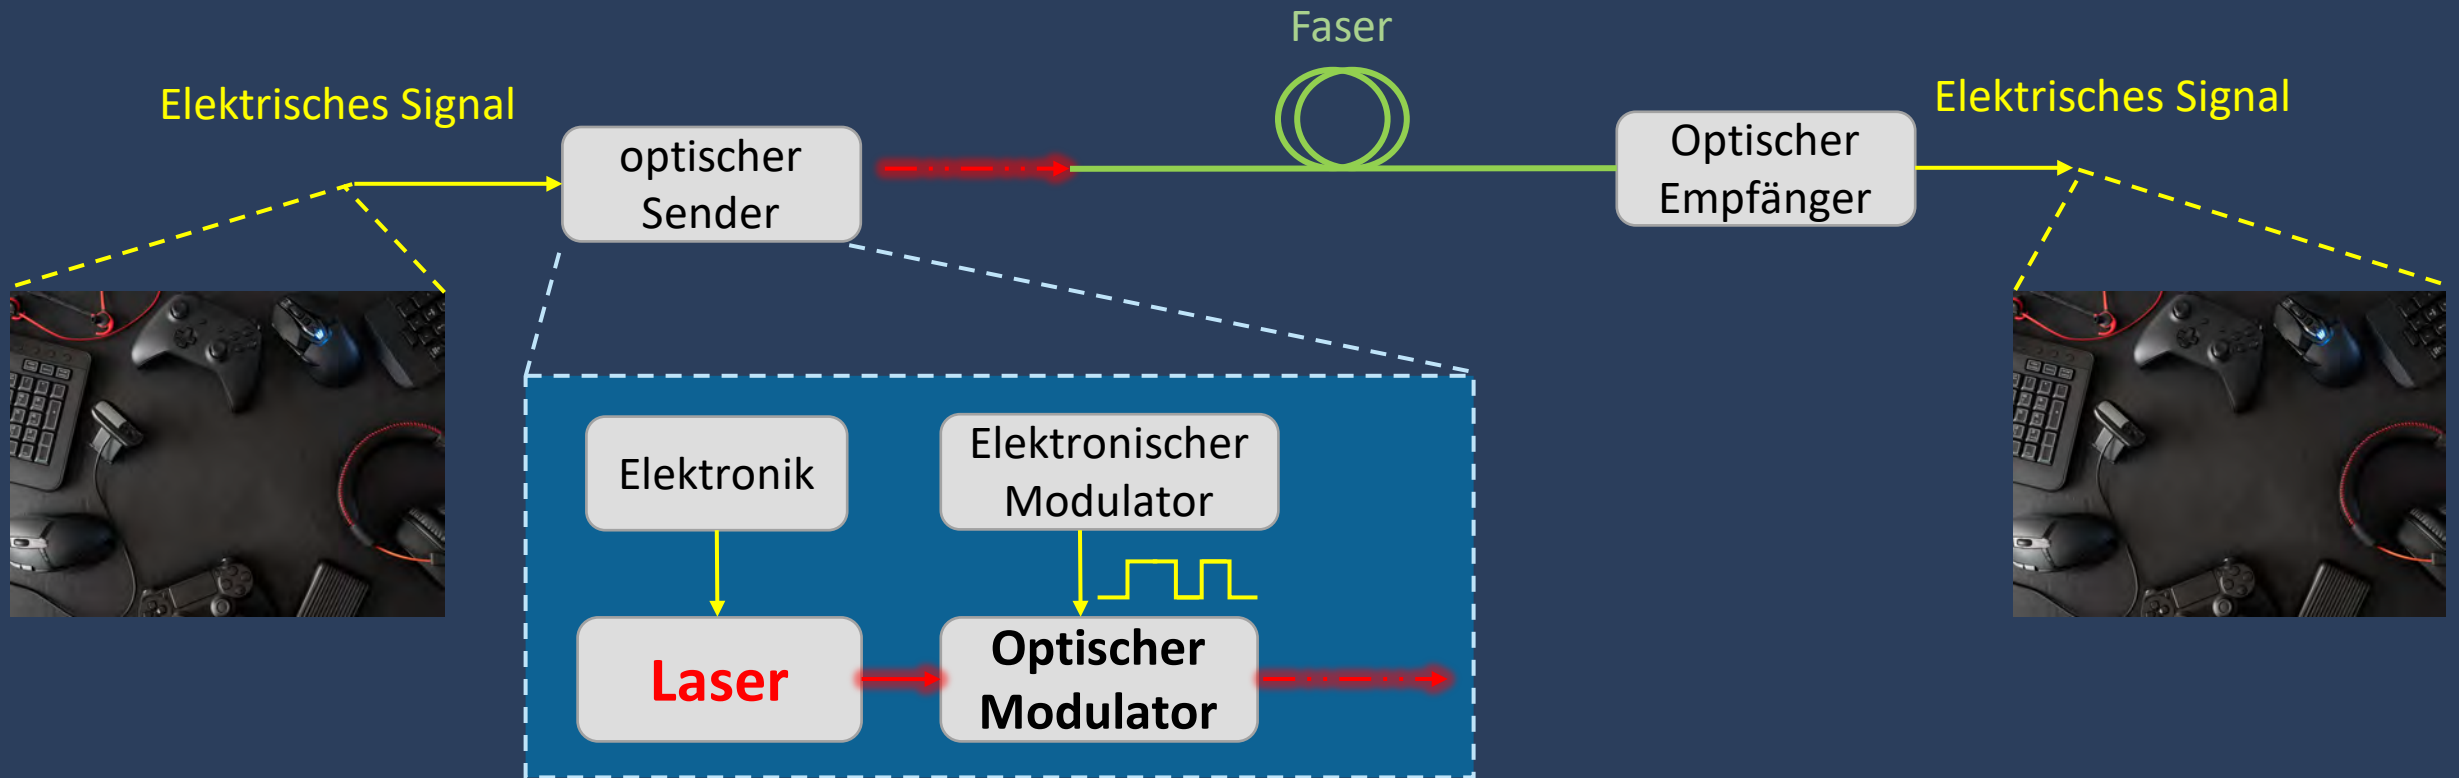 Faser
Elektrisches Signal
Elektrisches Signal
optischer
Sender
Optischer
Empfänger
Elektronik
Elektronischer
Modulator
Laser
Optischer
Modulator